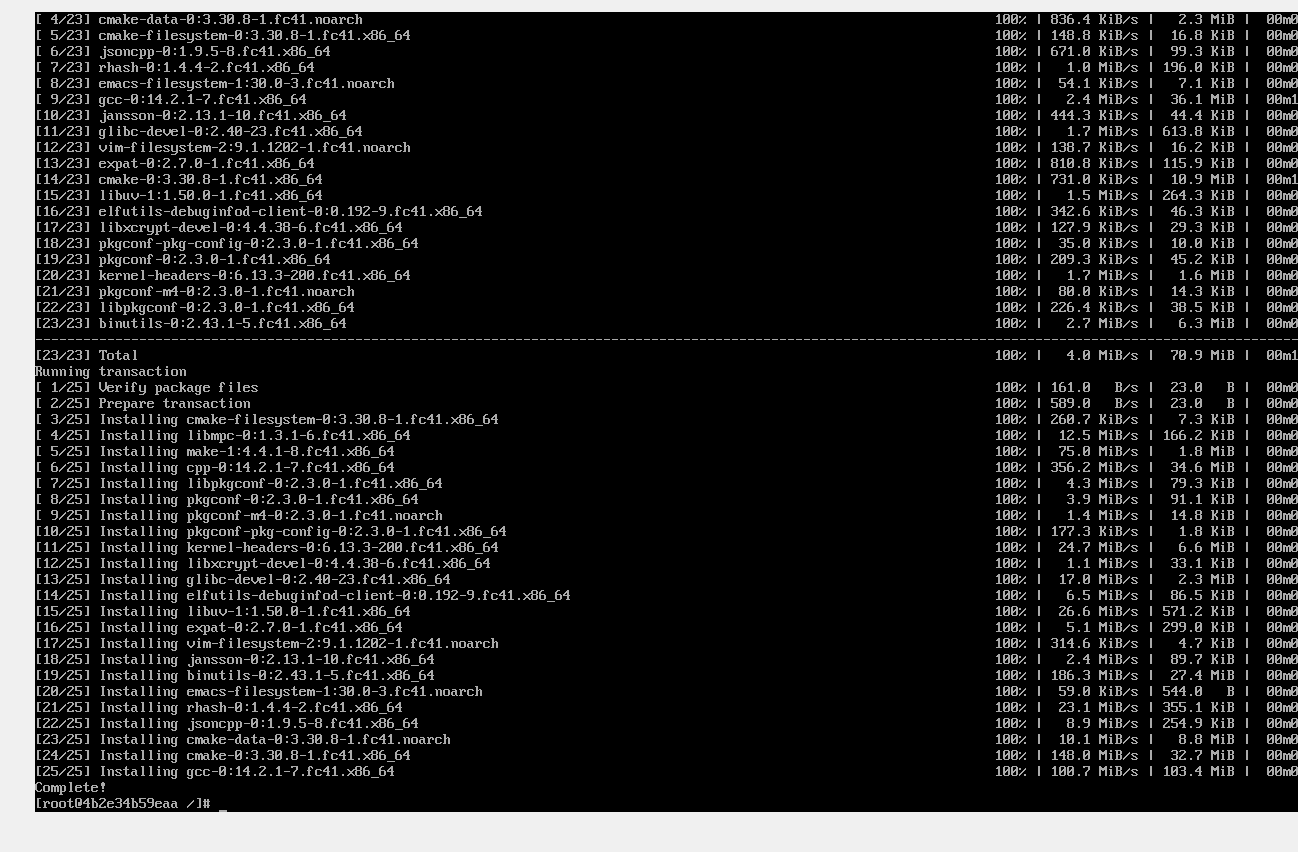 [ 4/23] cmake-data-0:3.30.8-1.fc41.noarch 100% | 836.4 KiB/s | 2.3 MiB | 00m0
[ 5/23] cmake-filesystem-0:3.30.8-1.fc41.x86_64 100% | 148.8 KiB/s | 16.8 KiB | 00m0
[ 6/23] jsoncpp-0:1.9.5-8.fc41.x86_64 100% | 671.0 KiB/s | 99.3 KiB | 00m0
[ 7/23] rhash-0:1.4.4-2.fc41.x86_64 100% | 1.0 MiB/s | 196.0 KiB | 00m0
[ 8/23] emacs-filesystem-1:30.0-3.fc41.noarch 100% | 54.1 KiB/s | 7.1 KiB | 00m0
[ 9/23] gcc-0:14.2.1-7.fc41.x86_64 100% | 2.4 MiB/s | 36.1 MiB | 00m1
[10/23] jansson-0:2.13.1-10.fc41.x86_64 100% | 444.3 KiB/s | 44.4 KiB | 00m0
[11/23] glibc-devel-0:2.40-23.fc41.x86_64 100% | 1.7 MiB/s | 613.8 KiB | 00m0
[12/23] vim-filesystem-2:9.1.1202-1.fc41.noarch 100% | 138.7 KiB/s | 16.2 KiB | 00m0
[13/23] expat-0:2.7.0-1.fc41.x86_64 100% | 810.8 KiB/s | 115.9 KiB | 00m0
[14/23] cmake-0:3.30.8-1.fc41.x86_64 100% | 731.0 KiB/s | 10.9 MiB | 00m1
[15/23] libuv-1:1.50.0-1.fc41.x86_64 100% | 1.5 MiB/s | 264.3 KiB | 00m0
[16/23] elfutils-debuginfod-client-0:0.192-9.fc41.x86_64 100% | 342.6 KiB/s | 46.3 KiB | 00m0
[17/23] libxcrypt-devel-0:4.4.38-6.fc41.x86_64 100% | 127.9 KiB/s | 29.3 KiB | 00m0
[18/23] pkgconf-pkg-config-0:2.3.0-1.fc41.x86_64 100% | 35.0 KiB/s | 10.0 KiB | 00m0
[19/23] pkgconf-0:2.3.0-1.fc41.x86_64 100% | 209.3 KiB/s | 45.2 KiB | 00m0
[20/23] kernel-headers-0:6.13.3-200.fc41.x86_64 100% | 1.7 MiB/s | 1.6 MiB | 00m0
[21/23] pkgconf-m4-0:2.3.0-1.fc41.noarch 100% | 80.0 KiB/s | 14.3 KiB | 00m0
[22/23] libpkgconf-0:2.3.0-1.fc41.x86_64 100% | 226.4 KiB/s | 38.5 KiB | 00m0
[23/23] binutils-0:2.43.1-5.fc41.x86_64 100% | 2.7 MiB/s | 6.3 MiB | 00m0
[23/23] Total 100% | 4.0 MiB/s | 70.9 MiB | 00m1
Running transaction
[ 1/25] Verify package files 100% | 161.0 B/s | 23.0 B | 00m0
[ 2/25] Prepare transaction 100% | 589.0 B/s | 23.0 B | 00m0
[ 3/25] Installing cmake-filesystem-0:3.30.8-1.fc41.x86_64 100% | 260.7 KiB/s | 7.3 KiB | 00m0
[ 4/25] Installing libmpc-0:1.3.1-6.fc41.x86_64 100% | 12.5 MiB/s | 166.2 KiB | 00m0
[ 5/25] Installing make-1:4.4.1-8.fc41.x86_64 100% | 75.0 MiB/s | 1.8 MiB | 00m0
[ 6/25] Installing cpp-0:14.2.1-7.fc41.x86_64 100% | 356.2 MiB/s | 34.6 MiB | 00m0
[ 7/25] Installing libpkgconf-0:2.3.0-1.fc41.x86_64 100% | 4.3 MiB/s | 79.3 KiB | 00m0
[ 8/25] Installing pkgconf-0:2.3.0-1.fc41.x86_64 100% | 3.9 MiB/s | 91.1 KiB | 00m0
[ 9/25] Installing pkgconf-m4-0:2.3.0-1.fc41.noarch 100% | 1.4 MiB/s | 14.8 KiB | 00m0
[10/25] Installing pkgconf-pkg-config-0:2.3.0-1.fc41.x86_64 100% | 177.3 KiB/s | 1.8 KiB | 00m0
[11/25] Installing kernel-headers-0:6.13.3-200.fc41.x86_64 100% | 24.7 MiB/s | 6.6 MiB | 00m0
[12/25] Installing libxcrypt-devel-0:4.4.38-6.fc41.x86_64 100% | 1.1 MiB/s | 33.1 KiB | 00m0
[13/25] Installing glibc-devel-0:2.40-23.fc41.x86_64 100% | 17.0 MiB/s | 2.3 MiB | 00m0
[14/25] Installing elfutils-debuginfod-client-0:0.192-9.fc41.x86_64 100% | 6.5 MiB/s | 86.5 KiB | 00m0
[15/25] Installing libuv-1:1.50.0-1.fc41.x86_64 100% | 26.6 MiB/s | 571.2 KiB | 00m0
[16/25] Installing expat-0:2.7.0-1.fc41.x86_64 100% | 5.1 MiB/s | 299.0 KiB | 00m0
[17/25] Installing vim-filesystem-2:9.1.1202-1.fc41.noarch 100% | 314.6 KiB/s | 4.7 KiB | 00m0
[18/25] Installing jansson-0:2.13.1-10.fc41.x86_64 100% | 2.4 MiB/s | 89.7 KiB | 00m0
[19/25] Installing binutils-0:2.43.1-5.fc41.x86_64 100% | 186.3 MiB/s | 27.4 MiB | 00m0
[20/25] Installing emacs-filesystem-1:30.0-3.fc41.noarch 100% | 59.0 KiB/s | 544.0 B | 00m0
[21/25] Installing rhash-0:1.4.4-2.fc41.x86_64 100% | 23.1 MiB/s | 355.1 KiB | 00m0
[22/25] Installing jsoncpp-0:1.9.5-8.fc41.x86_64 100% | 8.9 MiB/s | 254.9 KiB | 00m0
[23/25] Installing cmake-data-0:3.30.8-1.fc41.noarch 100% | 10.1 MiB/s | 8.8 MiB | 00m0
[24/25] Installing cmake-0:3.30.8-1.fc41.x86_64 100% | 148.0 MiB/s | 32.7 MiB | 00m0
[25/25] Installing gcc-0:14.2.1-7.fc41.x86_64 100% | 100.7 MiB/s | 103.4 MiB | 00m0
Complete!
[root@4b2e34b59eaa /]# _